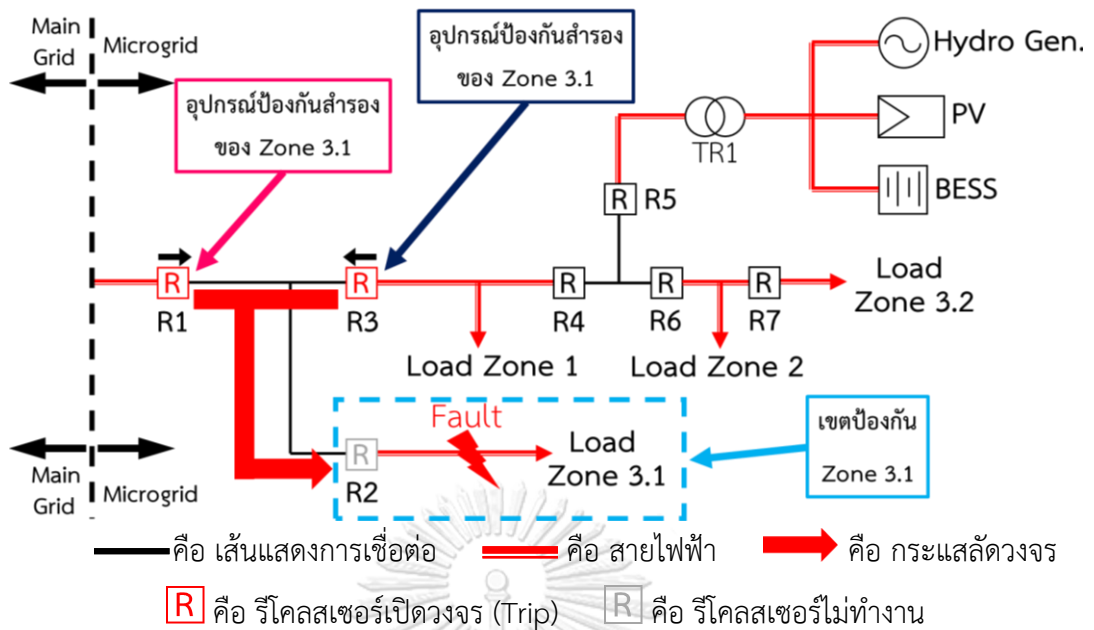 Main
Grid
Microgrid
อุปกรณ์ป้องกันสำรอง
ของ Zone 3.1
อุปกรณ์ป้องกันสำรอง
ของ Zone 3.1
Hydro Gen.
PV
BESS
TR1
R R5
R
R1
R
R3
R
R4
R
R6
R
R7
Load
Zone 3.2
Load Zone 1
Load Zone 2
Fault
R
R2
Load
Zone 3.1
เขตป้องกัน
Zone 3.1
Main
Grid
Microgrid
คือ เส้นแสดงการเชื่อต่อ
คือ สายไฟฟ้า
คือ กระแสลัดวงจร
R คือ รีโคลสเซอร์เปิดวงจร (Trip)
R คือ รีโคลสเซอร์ไม่ทำงาน